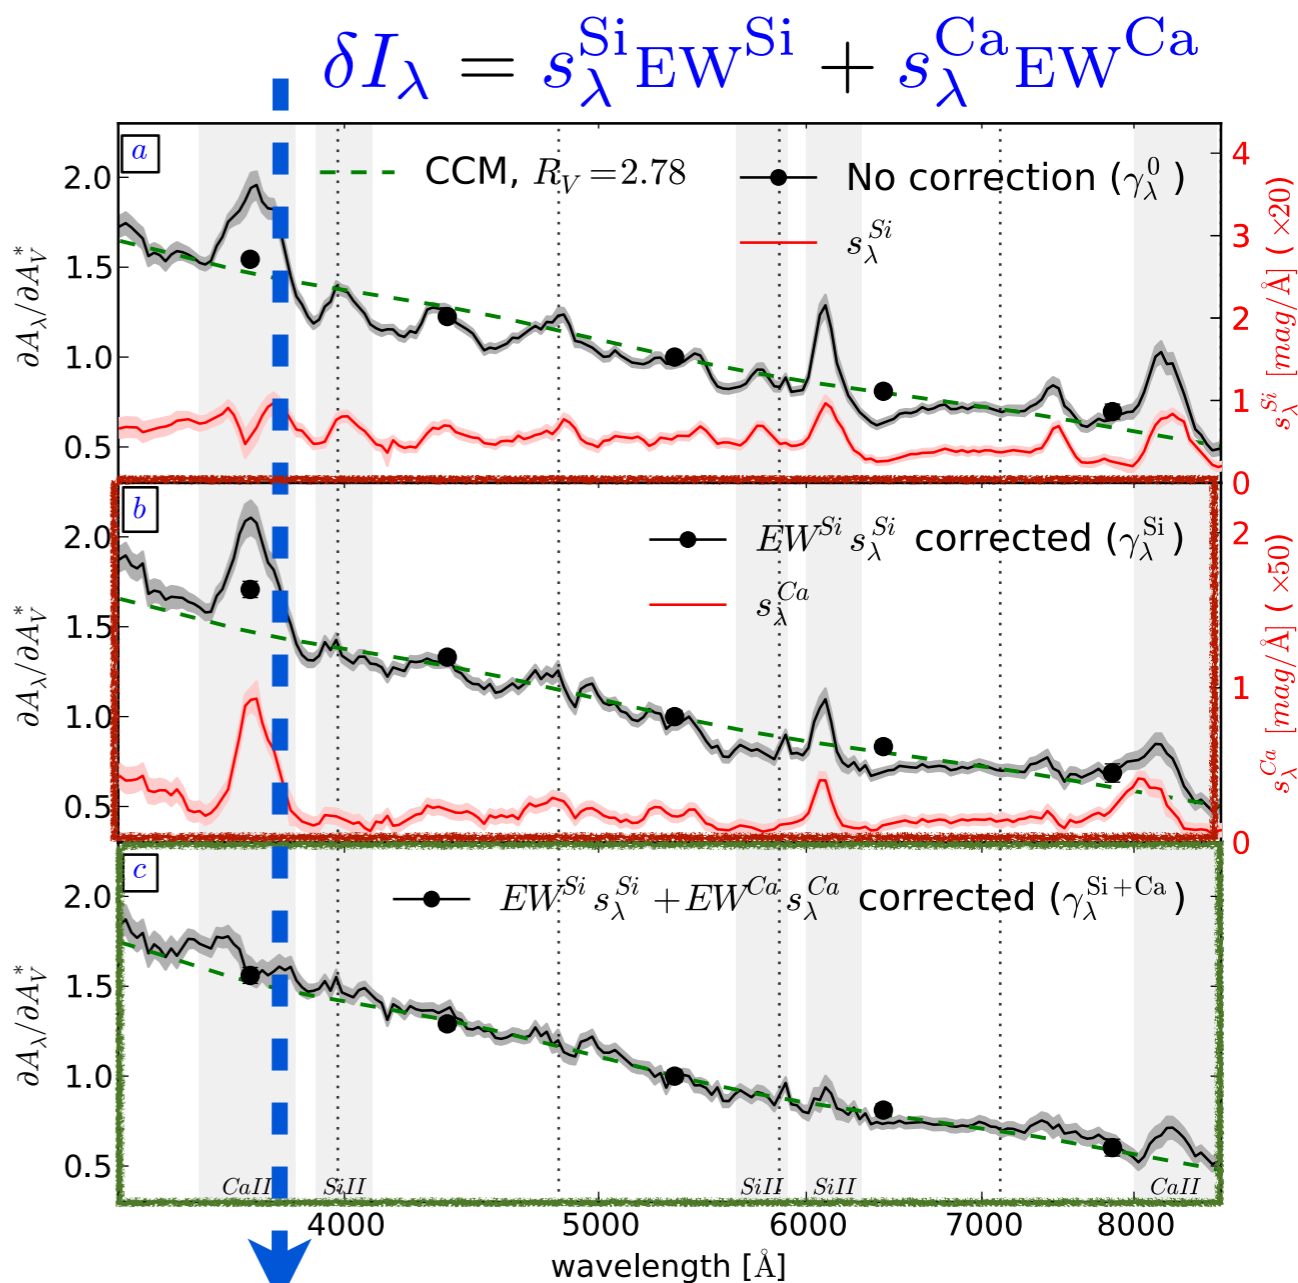 δI_λ = s_λ^Si EW^Si + s_λ^Ca EW^Ca
a
CCM, R_V = 2.78
No correction (γ_λ^0)
s_λ^Si
2.0
1.5
1.0
0.5
∂A_λ/∂A_V^*
4
3
2
1
0
s_λ^Si [mag/Å] (×20)
b
EW^Si s_λ^Si corrected (γ_λ^Si)
s_λ^Ca
2.0
1.5
1.0
0.5
∂A_λ/∂A_V^*
2
1
0
s_λ^Ca [mag/Å] (×50)
c
EW^Si s_λ^Si + EW^Ca s_λ^Ca corrected (γ_λ^Si+Ca)
2.0
1.5
1.0
0.5
∂A_λ/∂A_V^*
CaII SiII SiII SiII CaII
4000 5000 6000 7000 8000
wavelength [Å]